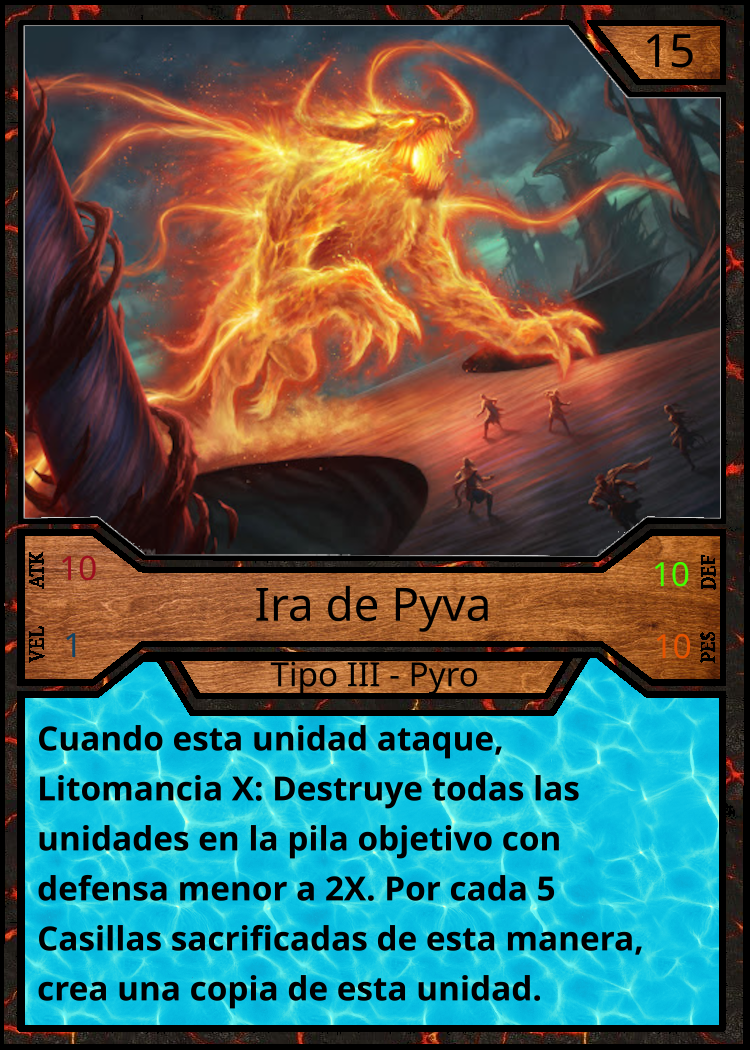 15
ATK 10
10 DEF
Ira de Pyva
VEL 1
10 PES
Tipo III - Pyro
Cuando esta unidad ataque,
Litomancia X: Destruye todas las
unidades en la pila objetivo con
defensa menor a 2X. Por cada 5
Casillas sacrificadas de esta manera,
crea una copia de esta unidad.